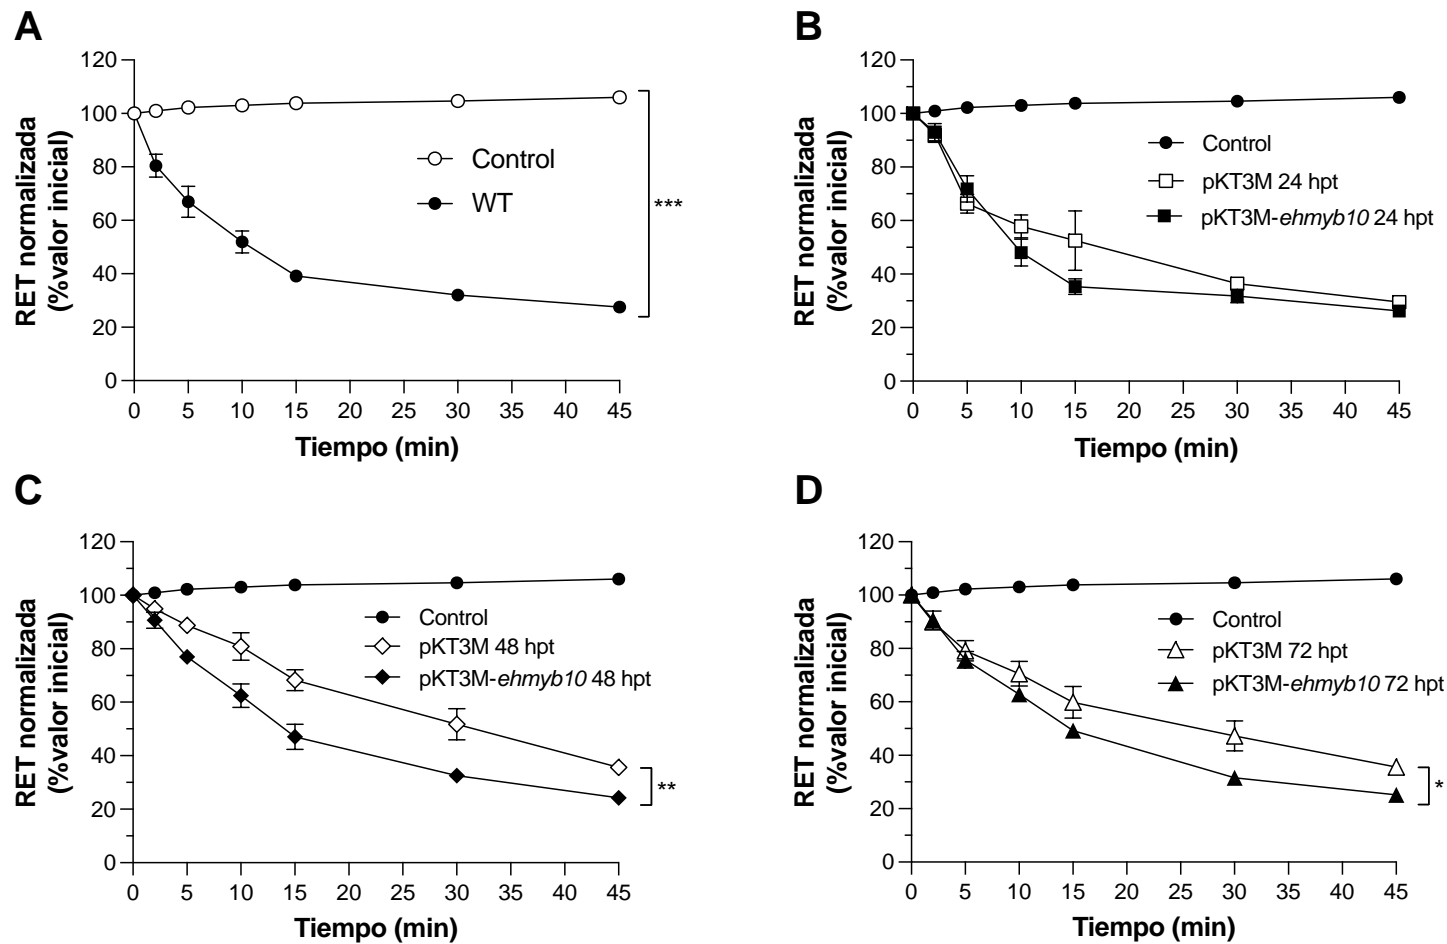 A
120
100
80
60
40
20
0
RET normalizada
(%valor inicial)
Control
WT
***
0 5 10 15 20 25 30 35 40 45
Tiempo (min)
B
120
100
80
60
40
20
0
RET normalizada
(%valor inicial)
Control
pKT3M 24 hpt
pKT3M-ehmyb10 24 hpt
0 5 10 15 20 25 30 35 40 45
Tiempo (min)
C
120
100
80
60
40
20
0
RET normalizada
(%valor inicial)
Control
pKT3M 48 hpt
pKT3M-ehmyb10 48 hpt
**
0 5 10 15 20 25 30 35 40 45
Tiempo (min)
D
120
100
80
60
40
20
0
RET normalizada
(%valor inicial)
Control
pKT3M 72 hpt
pKT3M-ehmyb10 72 hpt
*
0 5 10 15 20 25 30 35 40 45
Tiempo (min)